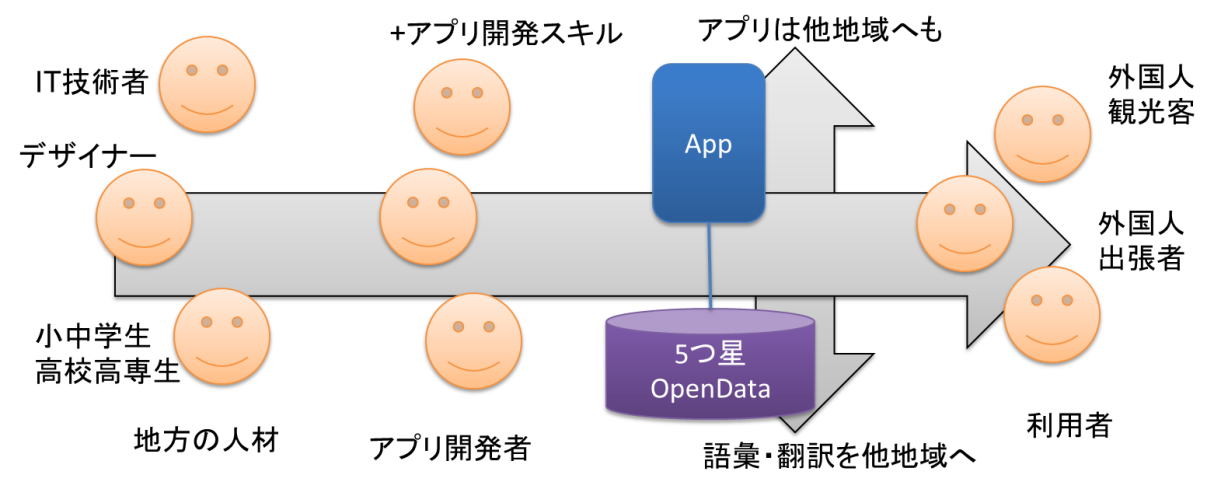 IT技術者
デザイナー
小中学生
高校高専生
地方の人材
+アプリ開発スキル
アプリ開発者
アプリは他地域へも
App
5つ星
OpenData
語彙・翻訳を他地域へ
外国人
観光客
外国人
出張者
利用者